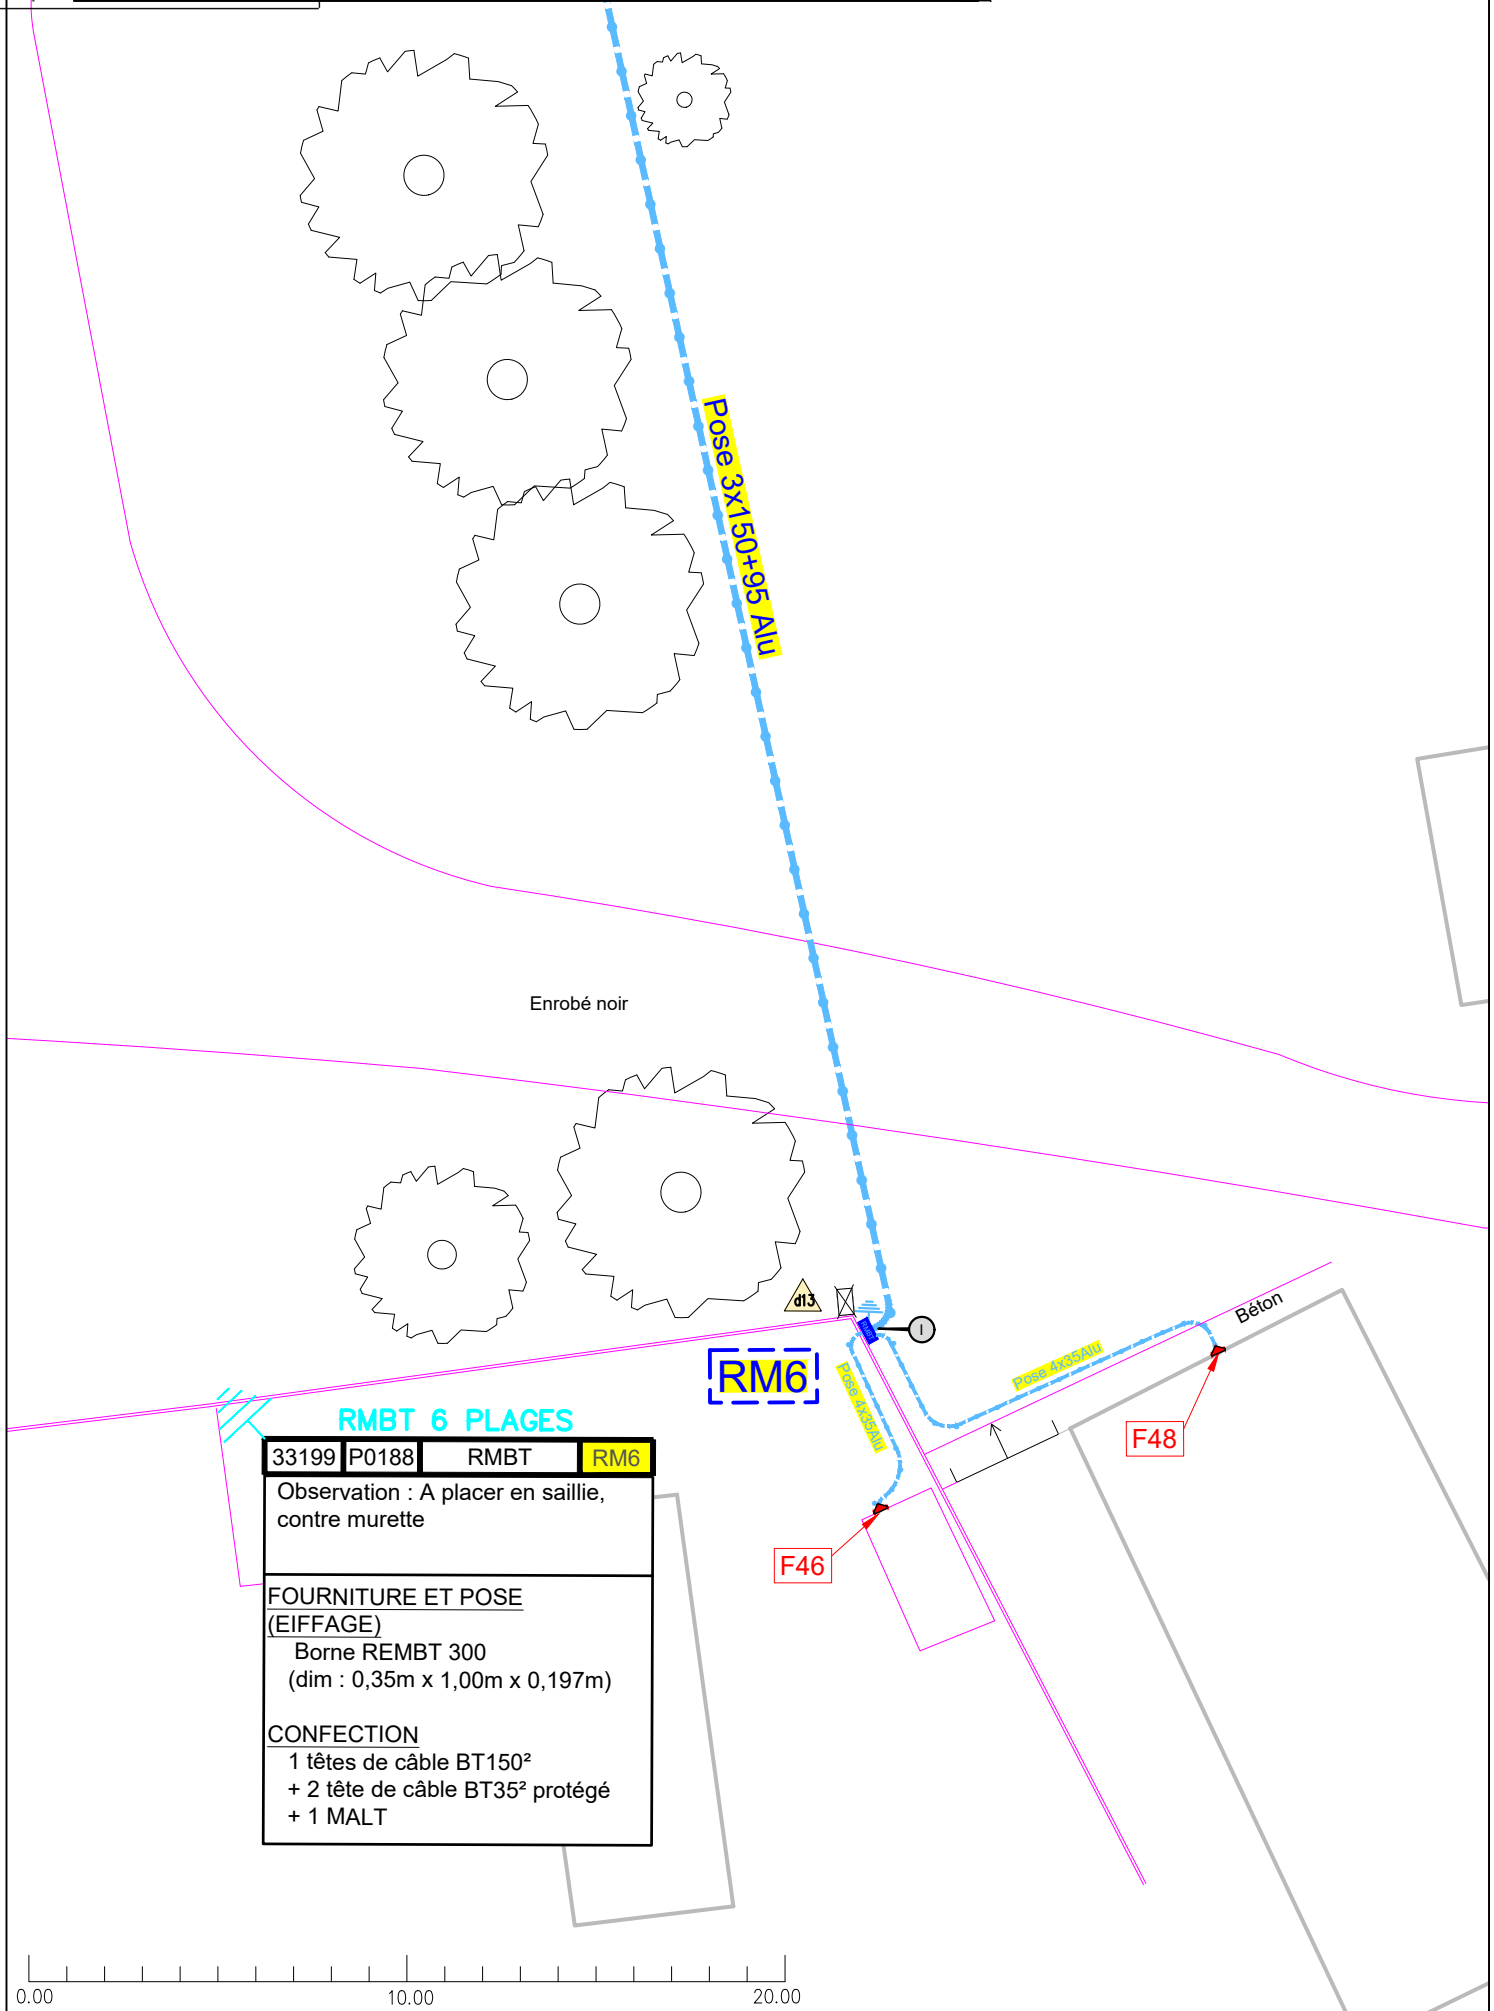 Pose 3x150+95 Alu
Enrobé noir
d13
RMBT
I
Béton
RM6
Pose 4x35Alu
Pose 4x35Alu
F48
F46
RMBT 6 PLAGES
33199 P0188 RMBT RM6
Observation : A placer en saillie,
contre murette
FOURNITURE ET POSE
(EIFFAGE)
Borne REMBT 300
(dim : 0,35m x 1,00m x 0,197m)
CONFECTION
1 têtes de câble BT150²
+ 2 tête de câble BT35² protégé
+ 1 MALT
0.00 10.00 20.00